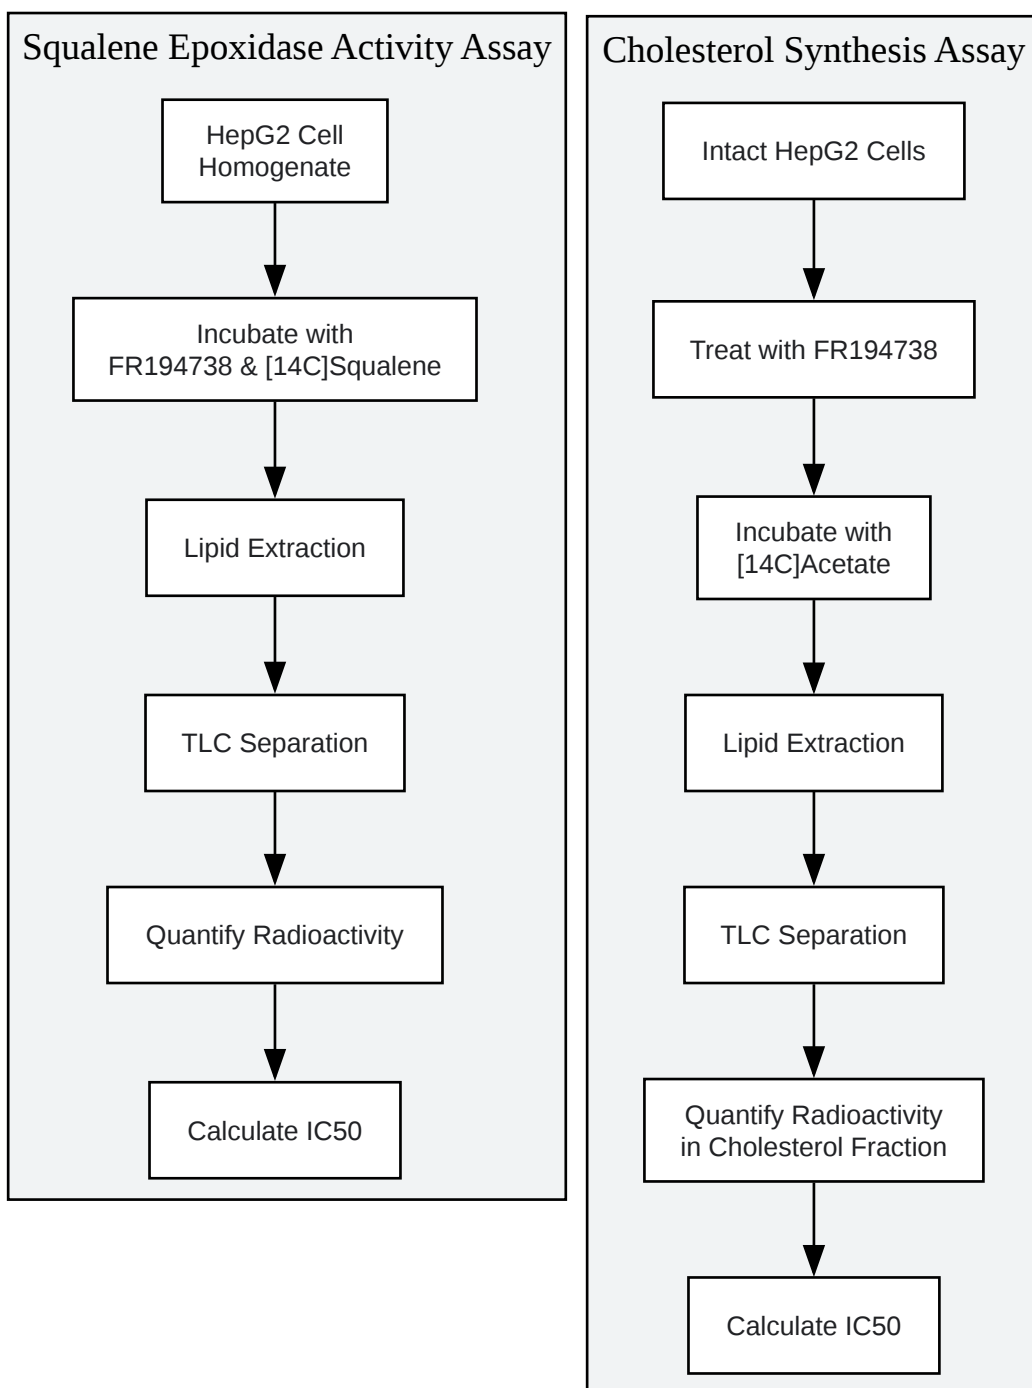 Squalene Epoxidase Activity Assay
HepG2 Cell
Homogenate
Incubate with
FR194738 & [14C]Squalene
Lipid Extraction
TLC Separation
Quantify Radioactivity
Calculate IC50
Cholesterol Synthesis Assay
Intact HepG2 Cells
Treat with FR194738
Incubate with
[14C]Acetate
Lipid Extraction
TLC Separation
Quantify Radioactivity
in Cholesterol Fraction
Calculate IC50